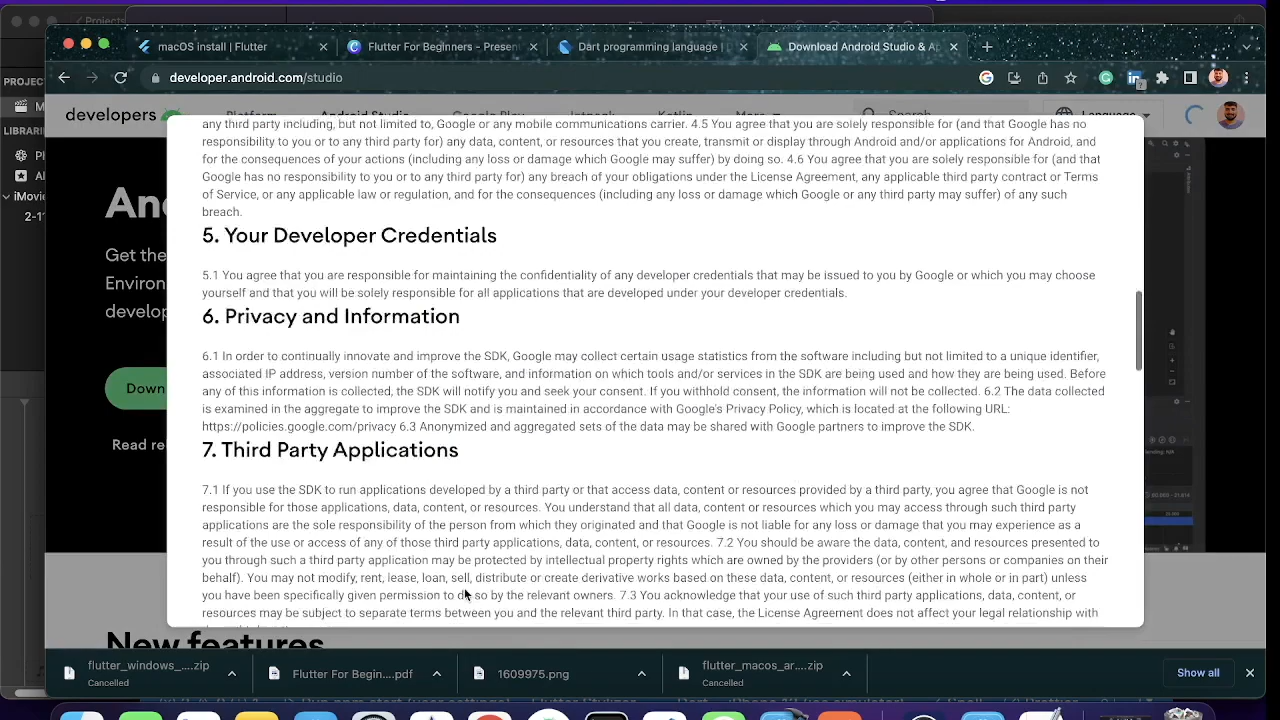 Projec
macOS install | Flutter
Flutter For Beginners - Presen
Dart programming language |
Download Android Studio & Ap
developer.android.com/studio
7
PROJEC
M
LIBRARI
Ph
A
iMovi
2-1
developers
Platform
Android Studio
Google Play
Jetpack
Kotlin
More
Search
Language
And
Get the
Environ
develop
Down
Read re
any third party including, but not limited to, Google or any mobile communications carrier. 4.5 You agree that you are solely responsible for (and that Google has no
responsibility to you or to any third party for) any data, content, or resources that you create, transmit or display through Android and/or applications for Android, and
for the consequences of your actions (including any loss or damage which Google may suffer) by doing so. 4.6 You agree that you are solely responsible for (and that
Google has no responsibility to you or to any third party for) any breach of your obligations under the License Agreement, any applicable third party contract or Terms
of Service, or any applicable law or regulation, and for the consequences (including any loss or damage which Google or any third party may suffer) of any such
breach.
5. Your Developer Credentials
5.1 You agree that you are responsible for maintaining the confidentiality of any developer credentials that may be issued to you by Google or which you may choose
yourself and that you will be solely responsible for all applications that are developed under your developer credentials.
6. Privacy and Information
6.1 In order to continually innovate and improve the SDK, Google may collect certain usage statistics from the software including but not limited to a unique identifier,
associated IP address, version number of the software, and information on which tools and/or services in the SDK are being used and how they are being used. Before
any of this information is collected, the SDK will notify you and seek your consent. If you withhold consent, the information will not be collected. 6.2 The data collected
is examined in the aggregate to improve the SDK and is maintained in accordance with Google's Privacy Policy, which is located at the following URL:
https://policies.google.com/privacy 6.3 Anonymized and aggregated sets of the data may be shared with Google partners to improve the SDK.
7. Third Party Applications
7.1 If you use the SDK to run applications developed by a third party or that access data, content or resources provided by a third party, you agree that Google is not
responsible for those applications, data, content, or resources. You understand that all data, content or resources which you may access through such third party
applications are the sole responsibility of the person from which they originated and that Google is not liable for any loss or damage that you may experience as a
result of the use or access of any of those third party applications, data, content, or resources. 7.2 You should be aware the data, content, and resources presented to
you through such a third party application may be protected by intellectual property rights which are owned by the providers (or by other persons or companies on their
behalf). You may not modify, rent, lease, loan, sell, distribute or create derivative works based on these data, content, or resources (either in whole or in part) unless
you have been specifically given permission to do so by the relevant owners. 7.3 You acknowledge that your use of such third party applications, data, content, or
resources may be subject to separate terms between you and the relevant third party. In that case, the License Agreement does not affect your legal relationship with
New features
flutter_windows_....zip
Cancelled
Flutter For Begin....pdf
1609975.png
flutter_macos_ar....zip
Cancelled
Show all